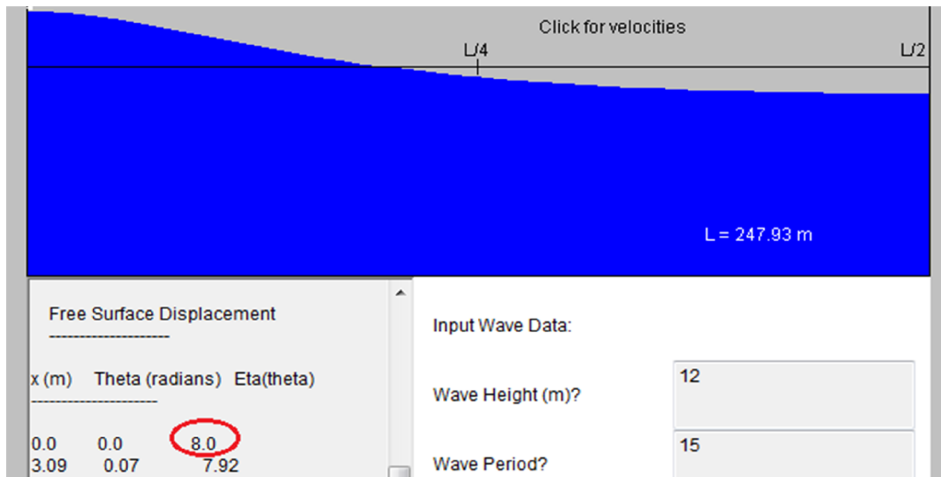 Click for velocities
L/4
L/2
L = 247.93 m
Free Surface Displacement
--------------------
x (m) Theta (radians) Eta(theta)
---------------------
0.0 0.0 8.0
3.09 0.07 7.92
Input Wave Data:
Wave Height (m)?
12
Wave Period?
15